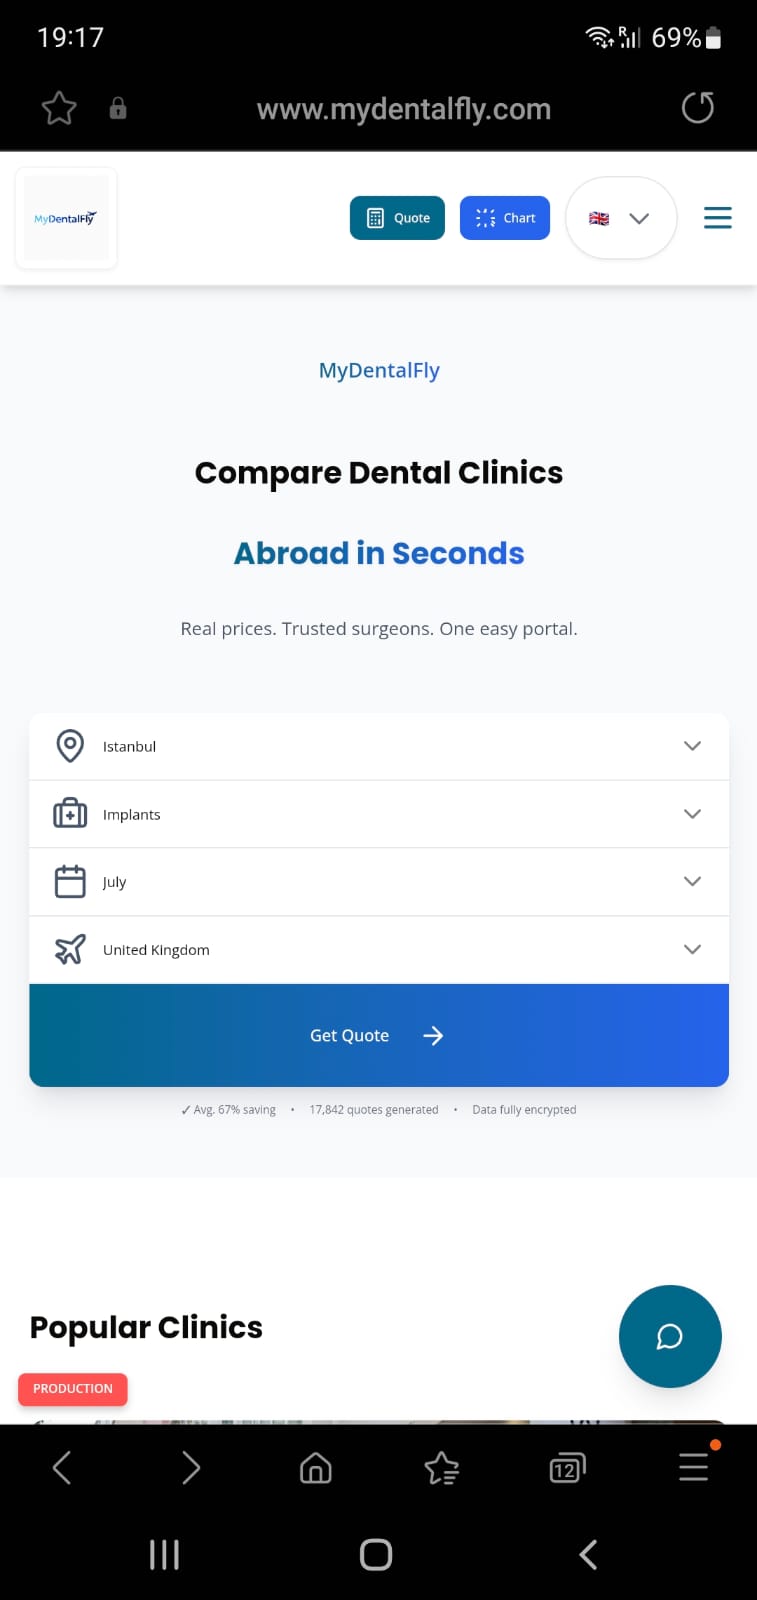 19:17
R 69%
www.mydentalfly.com
MyDentalFly
Quote
Chart
MyDentalFly
Compare Dental Clinics
Abroad in Seconds
Real prices. Trusted surgeons. One easy portal.
Istanbul
Implants
July
United Kingdom
Get Quote →
✓ Avg. 67% saving • 17,842 quotes generated • Data fully encrypted
Popular Clinics
PRODUCTION
12